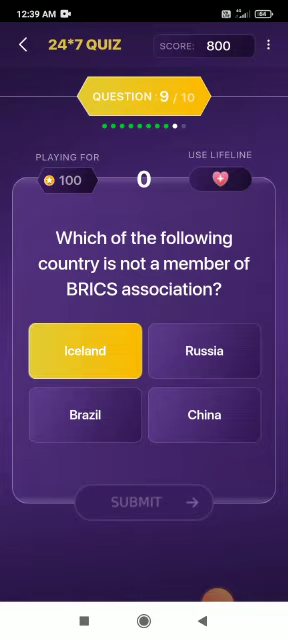 12:39 AM
24*7 QUIZ
SCORE: 800
QUESTION : 9 / 10
PLAYING FOR
USE LIFELINE
100
0
Which of the following
country is not a member of
BRICS association?
Iceland
Russia
Brazil
China
SUBMIT